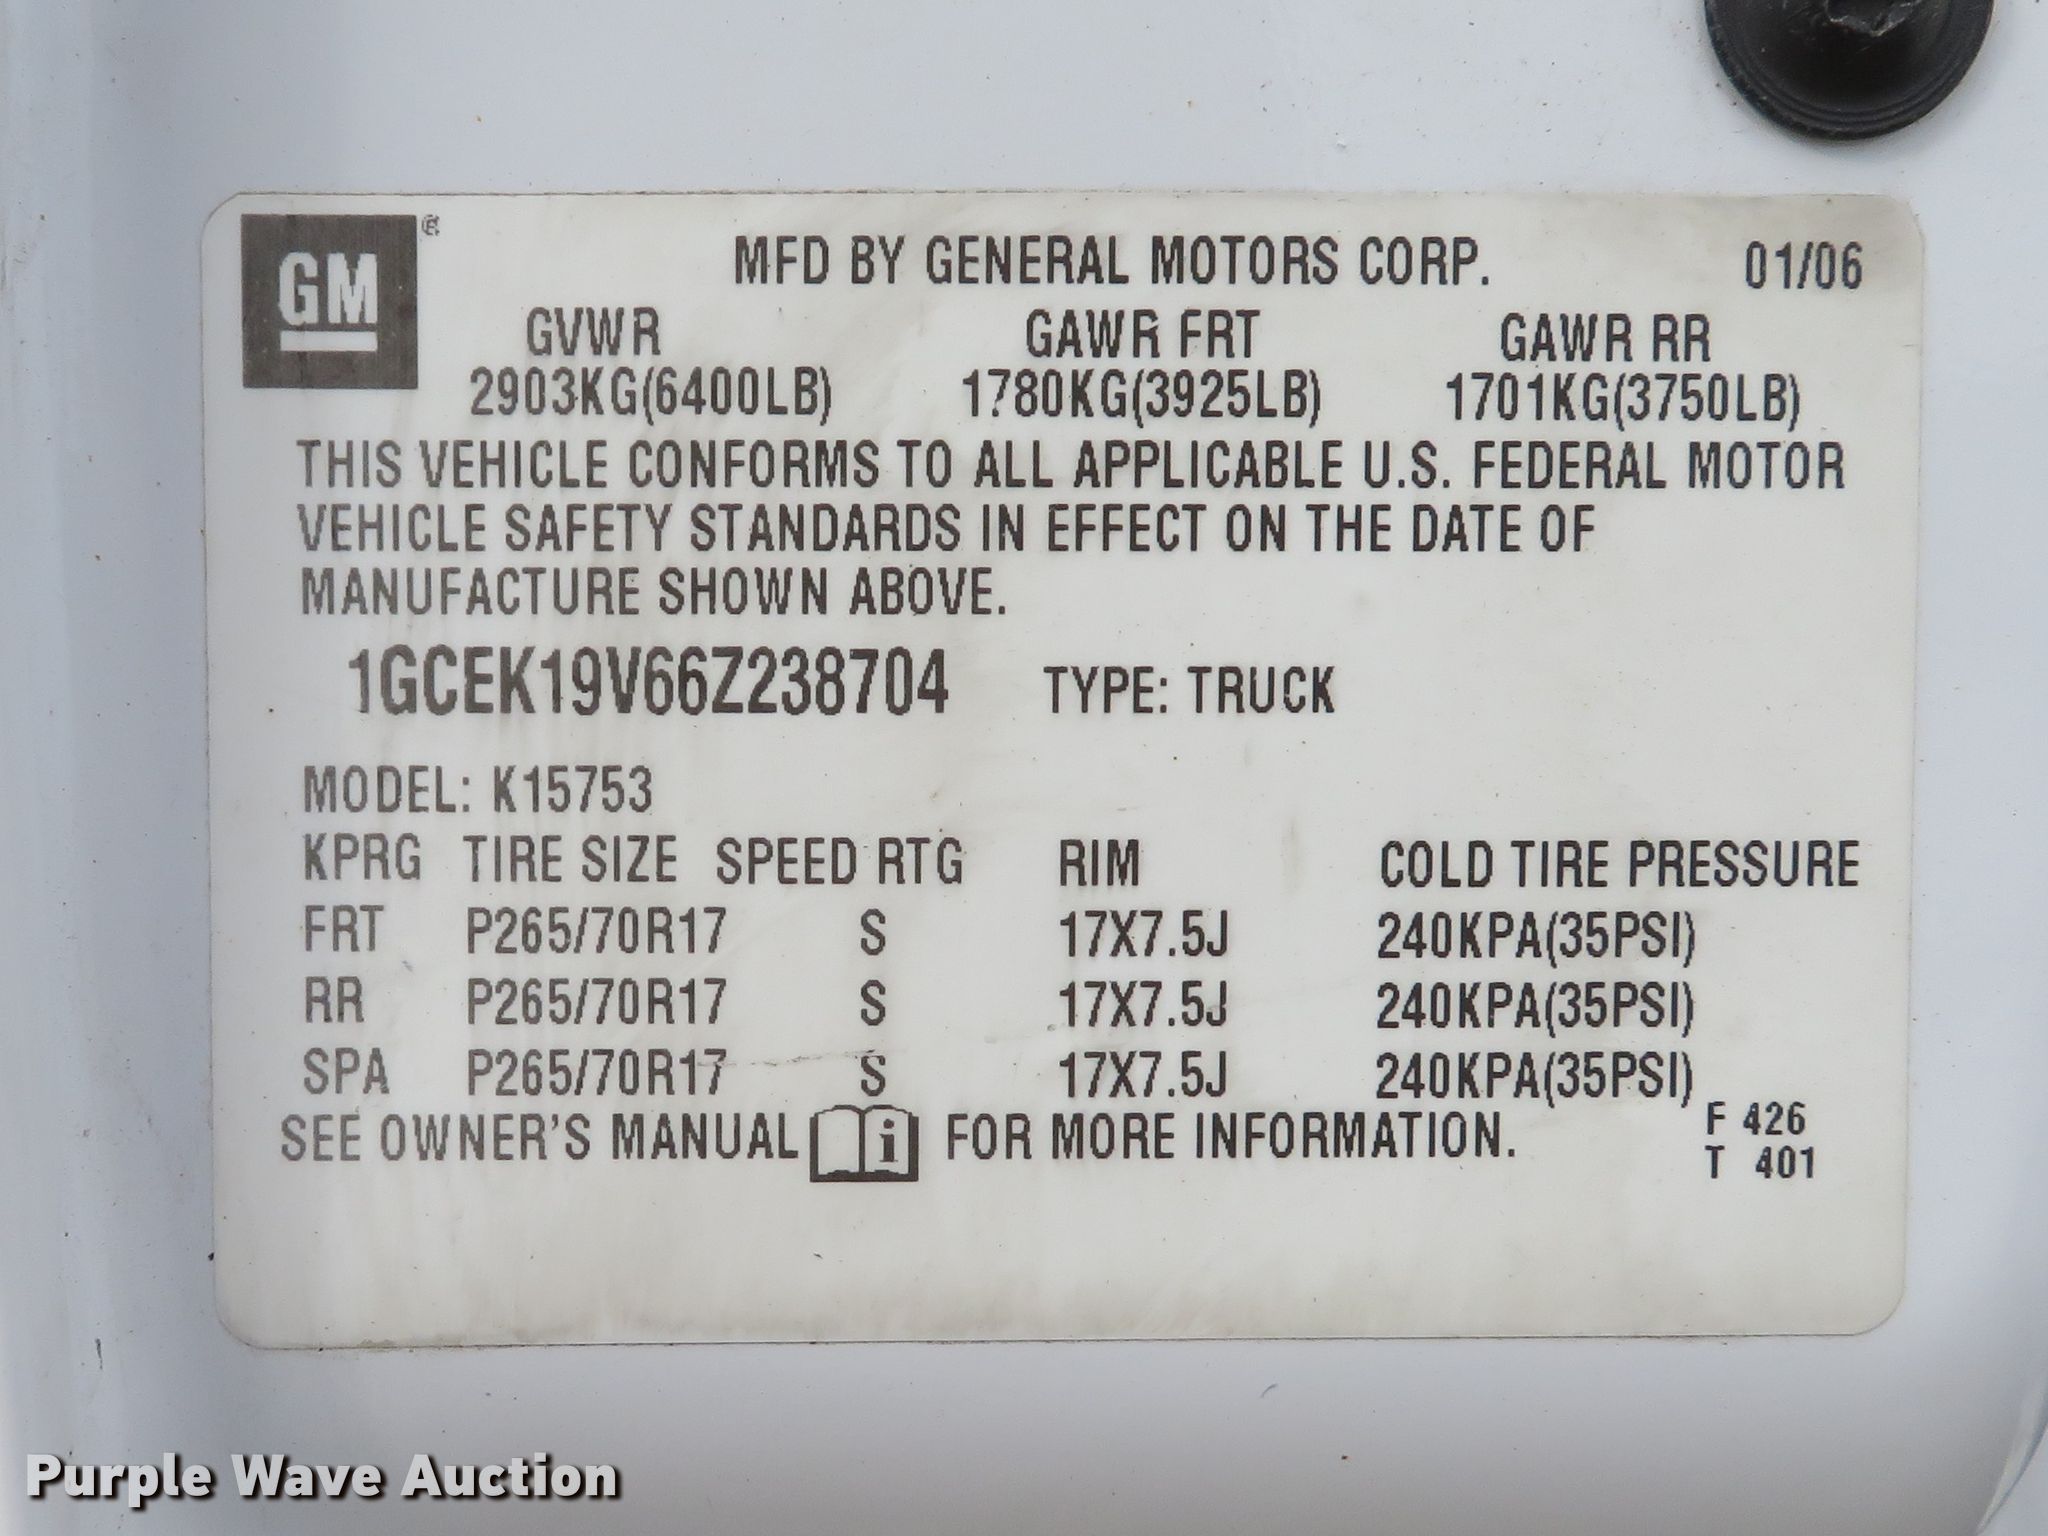 GM®
MFD BY GENERAL MOTORS CORP. 01/06
GVWR GAWR FRT GAWR RR
2903KG(6400LB) 1780KG(3925LB) 1701KG(3750LB)
THIS VEHICLE CONFORMS TO ALL APPLICABLE U.S. FEDERAL MOTOR
VEHICLE SAFETY STANDARDS IN EFFECT ON THE DATE OF
MANUFACTURE SHOWN ABOVE.
1GCEK19V66Z238704 TYPE: TRUCK
MODEL: K15753
KPRG TIRE SIZE SPEED RTG RIM COLD TIRE PRESSURE
FRT P265/70R17 S 17X7.5J 240KPA(35PSI)
RR P265/70R17 S 17X7.5J 240KPA(35PSI)
SPA P265/70R17 S 17X7.5J 240KPA(35PSI)
SEE OWNER'S MANUAL i FOR MORE INFORMATION.
F 426
T 401
Purple Wave Auction